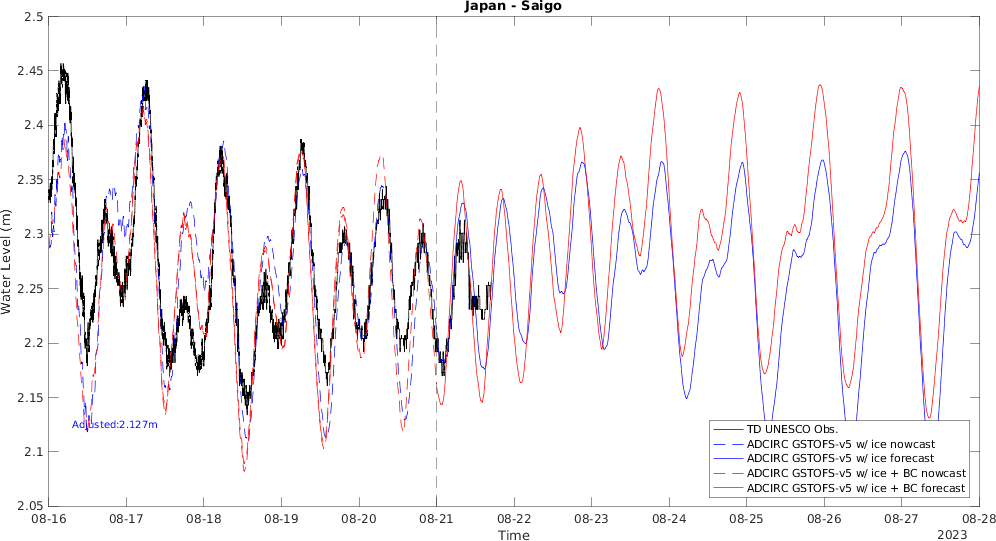 Japan - Saigo
2.5
2.45
2.4
2.35
2.3
2.25
2.2
2.15
2.1
2.05
Water Level (m)
Adjusted:2.127m
TD UNESCO Obs.
ADCIRC GSTOFS-v5 w/ ice nowcast
ADCIRC GSTOFS-v5 w/ ice forecast
ADCIRC GSTOFS-v5 w/ ice + BC nowcast
ADCIRC GSTOFS-v5 w/ ice + BC forecast
08-16 08-17 08-18 08-19 08-20 08-21 08-22 08-23 08-24 08-25 08-26 08-27 08-28
Time
2023